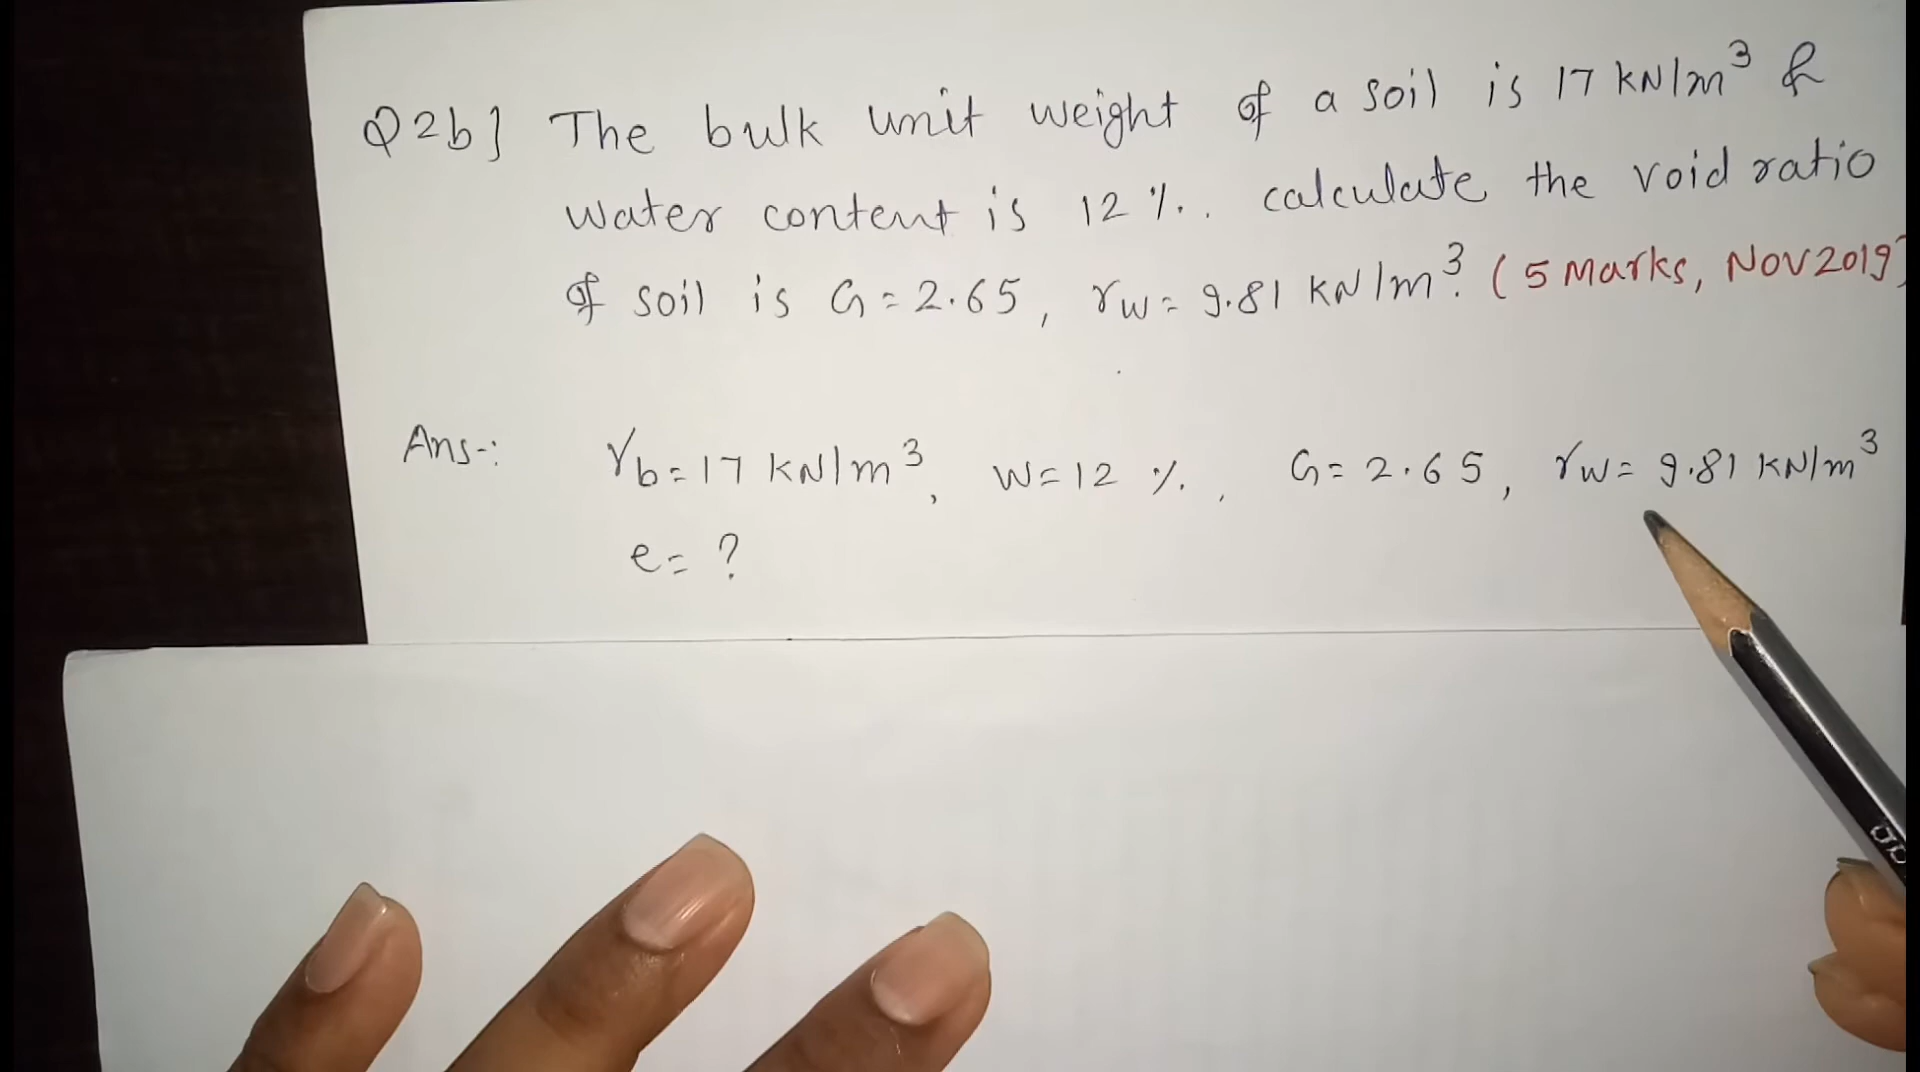 Q2b] The bulk unit weight of a soil is 17 kN/m³ &
water content is 12 %.. calculate the void ratio
of soil is G = 2.65, γw = 9.81 kN/m³. (5 Marks, Nov 2019)
Ans-: γb = 17 kN/m³, w = 12 %., G = 2.65, γw = 9.81 kN/m³
e = ?